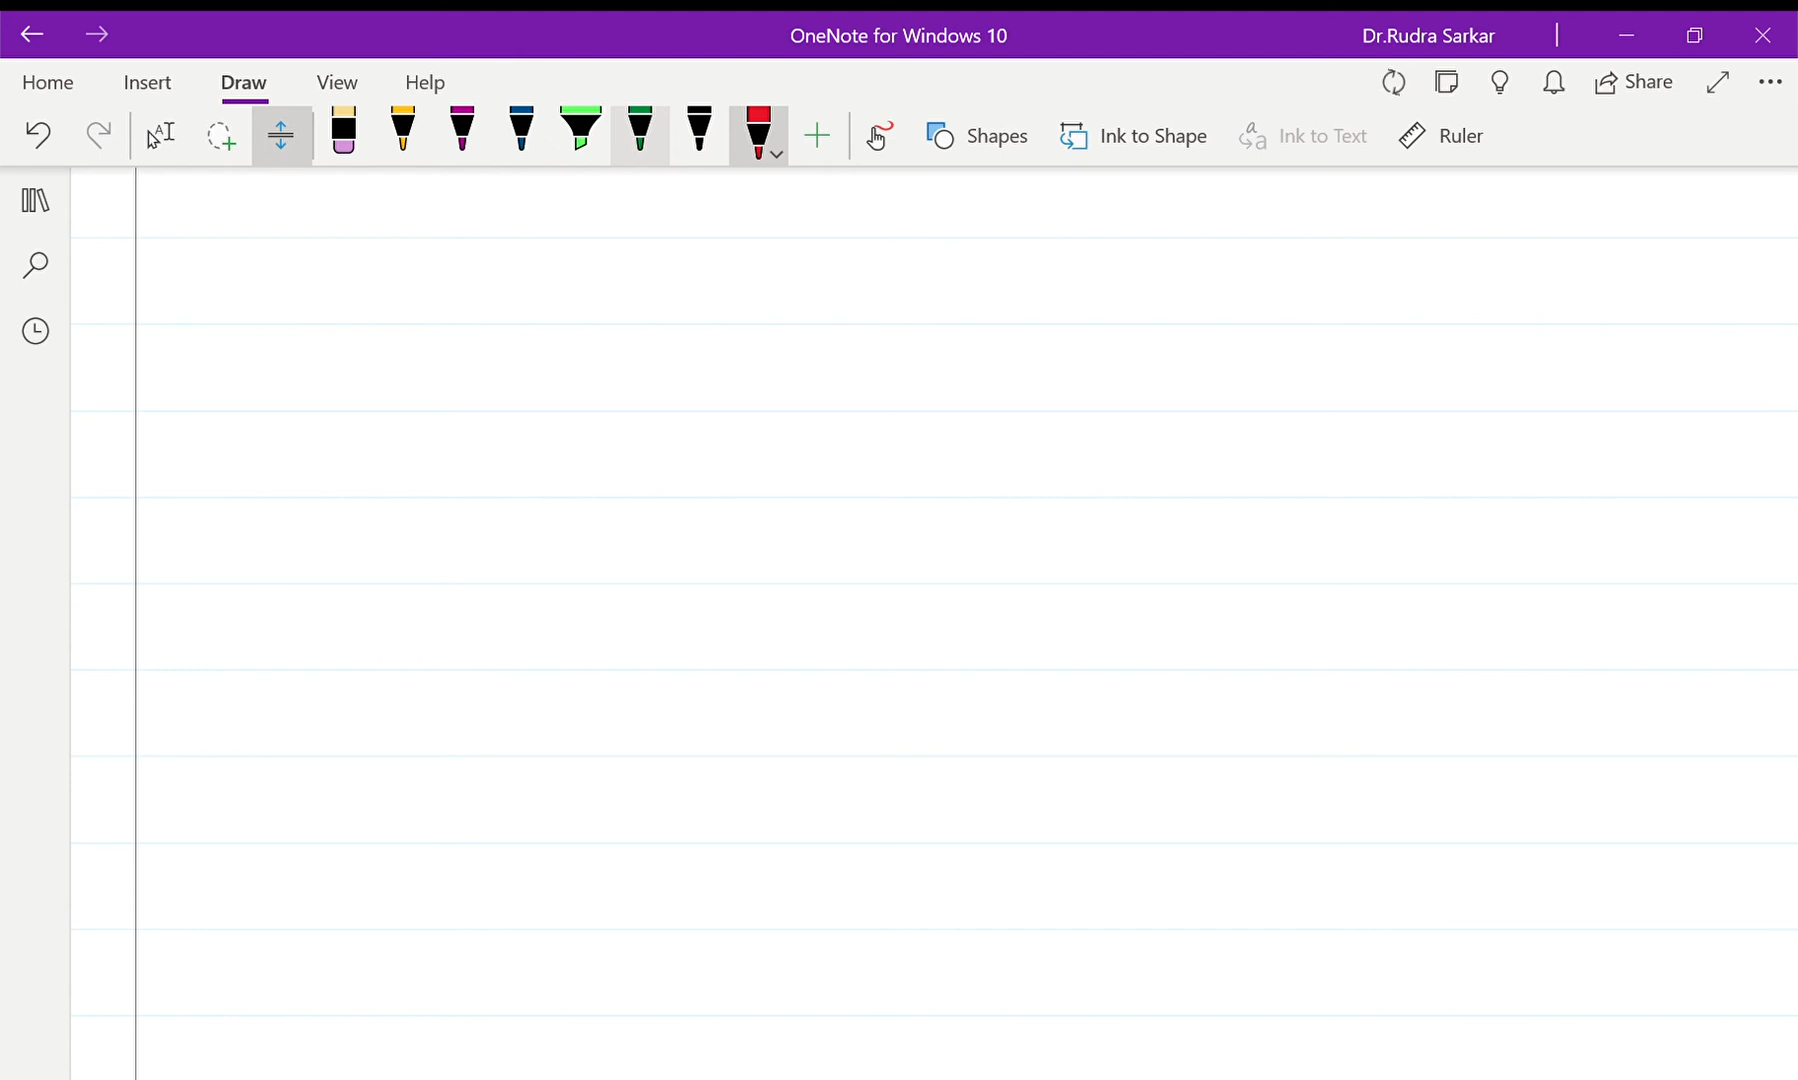 OneNote for Windows 10
Dr.Rudra Sarkar
Home Insert Draw View Help
Share
Shapes Ink to Shape Ink to Text Ruler